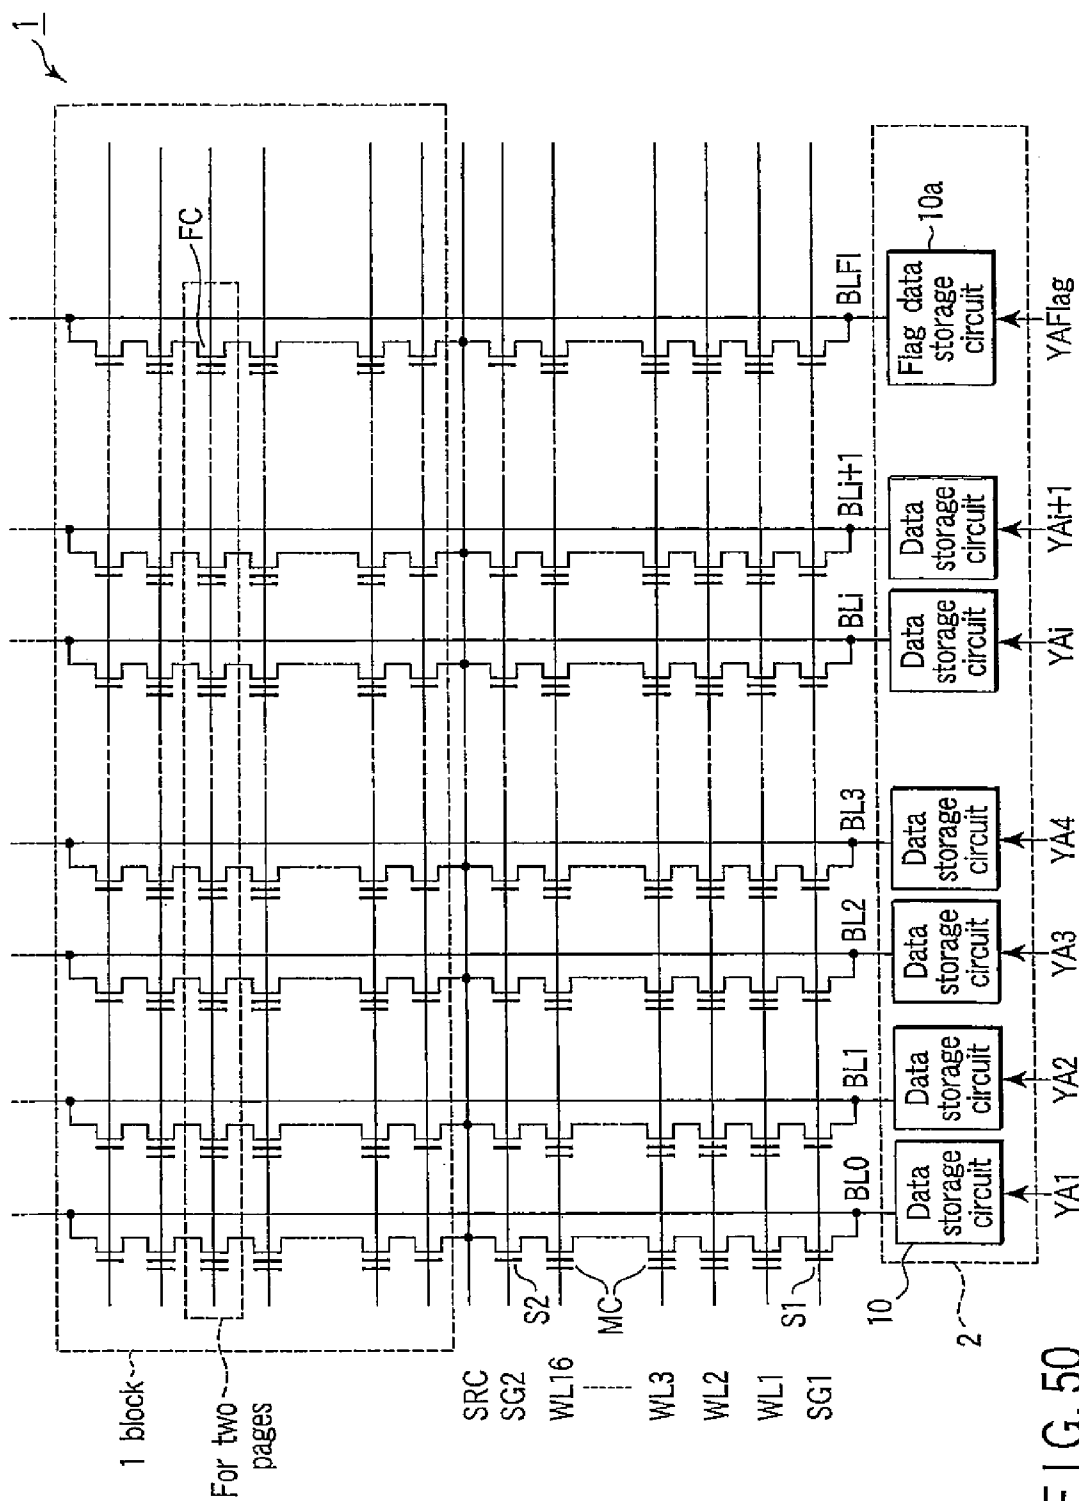 1
1 block
For two
pages
FC
SRC
SG2
WL16
WL3
WL2
WL1
SG1
S2
MC
S1
BL0
BL1
BL2
BL3
BLi
BLi+1
BLFl
10
Data
storage
circuit
Data
storage
circuit
Data
storage
circuit
Data
storage
circuit
Data
storage
circuit
Data
storage
circuit
Flag data
storage
circuit
10a
2
YA1
YA2
YA3
YA4
YAi
YAi+1
YAFlag
FIG. 50